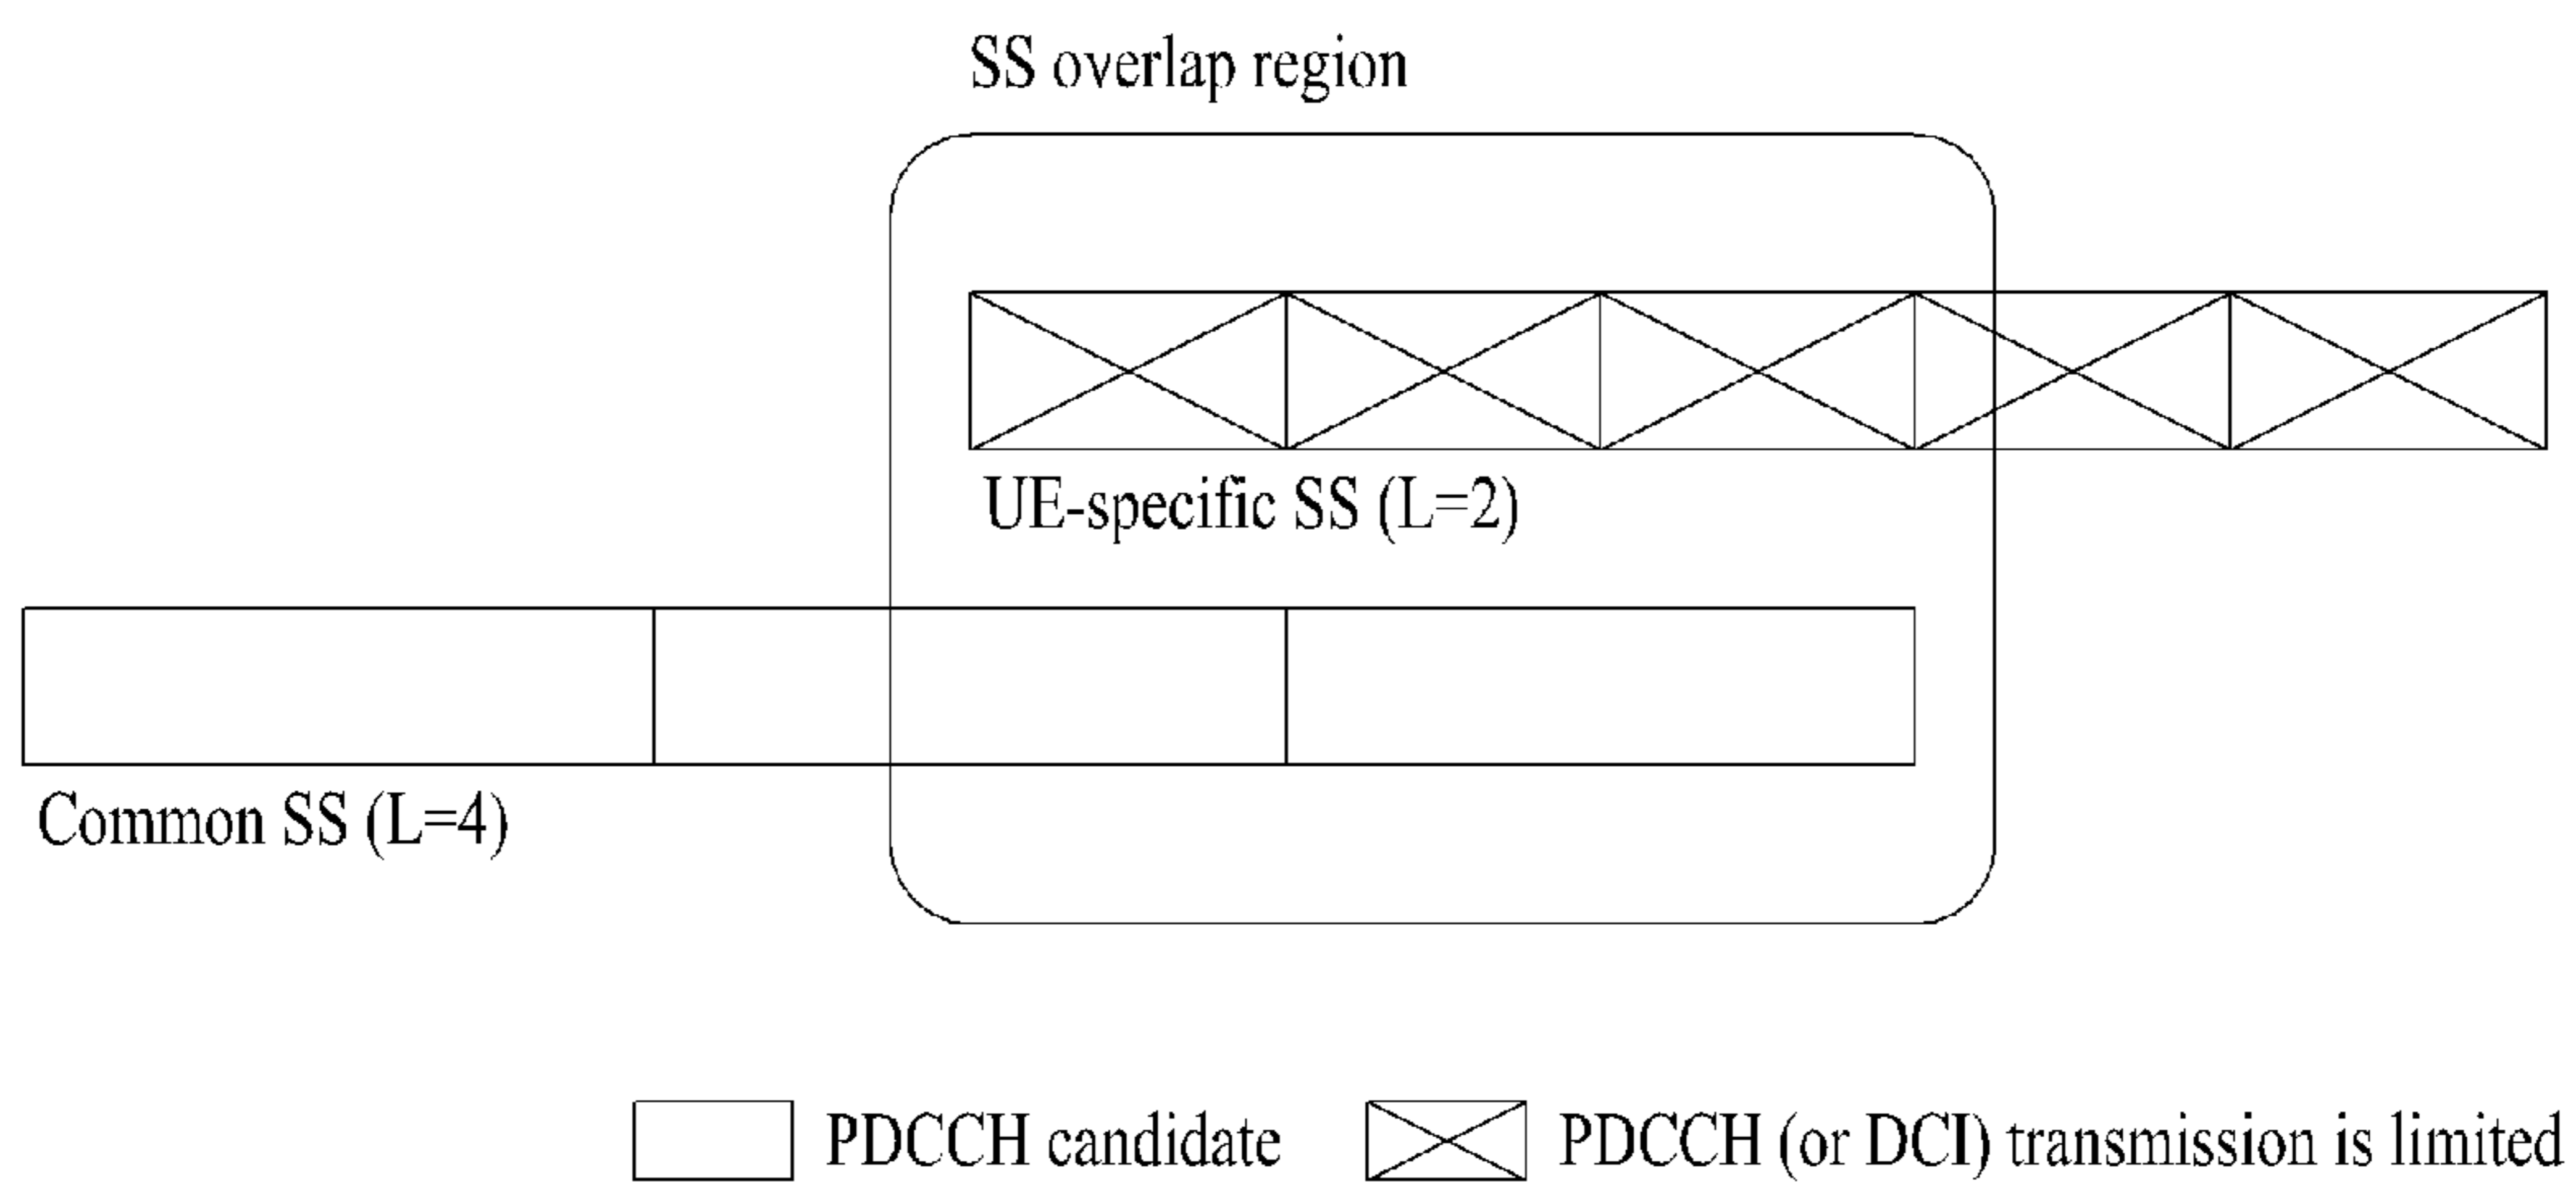 SS overlap region
UE-specific SS (L=2)
Common SS (L=4)
PDCCH candidate
PDCCH (or DCI) transmission is limited